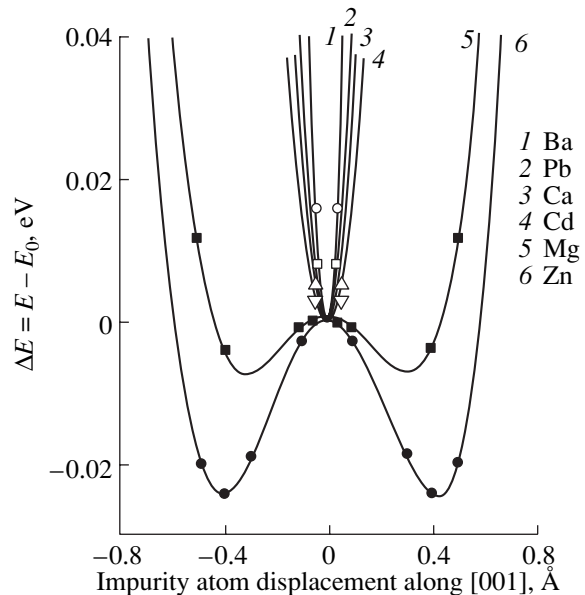 0.04
0.02
0
−0.02
ΔE = E − E₀, eV
1
2
3
4
5
6
1 Ba
2 Pb
3 Ca
4 Cd
5 Mg
6 Zn
−0.8
−0.4
0
0.4
0.8
Impurity atom displacement along [001], Å